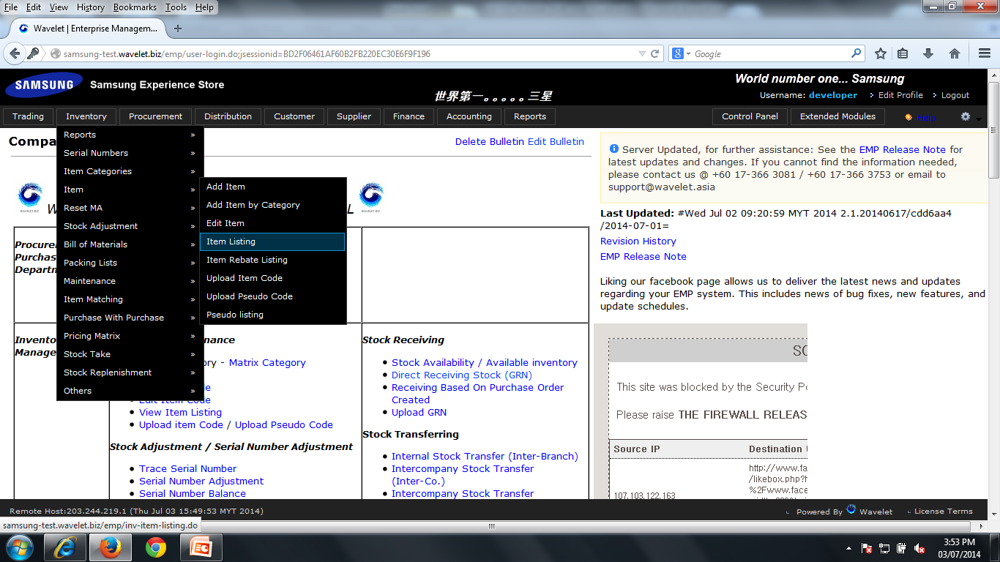 File Edit View History Bookmarks Tools Help
Wavelet | Enterprise Managem...
samsung-test.wavelet.biz/emp/user-login.do;jsessionid=BD2F06461AF60B2FB220EC30E6F9F196
Google
SAMSUNG Samsung Experience Store
World number one... Samsung
世界第一。。。。。三星
Username: developer Edit Profile Logout
Trading Inventory Procurement Distribution Customer Supplier Finance Accounting Reports Control Panel Extended Modules Help
Reports »
Serial Numbers »
Item Categories »
Item »
Reset MA »
Stock Adjustment »
Bill of Materials »
Packing Lists »
Maintenance »
Item Matching »
Purchase With Purchase »
Pricing Matrix »
Stock Take »
Stock Replenishment »
Others »
Add Item
Add Item by Category
Edit Item
Item Listing
Item Rebate Listing
Upload Item Code
Upload Pseudo Code
Pseudo listing
Compa
Delete Bulletin Edit Bulletin
WAVELET.BIZ W L WAVELET.BIZ
Procure
Purchas
Departn
Invento
Manage
nance
ory - Matrix Category
e
Edit Item Code
View Item Listing
Upload item Code / Upload Pseudo Code
Stock Adjustment / Serial Number Adjustment
Trace Serial Number
Serial Number Adjustment
Serial Number Balance
Stock Receiving
Stock Availability / Available inventory
Direct Receiving Stock (GRN)
Receiving Based On Purchase Order
Created
Upload GRN
Stock Transferring
Internal Stock Transfer (Inter-Branch)
Intercompany Stock Transfer
(Inter-Co.)
Intercompany Stock Transfer
Server Updated, for further assistance: See the EMP Release Note for
latest updates and changes. If you cannot find the information needed,
please contact us @ +60 17-366 3081 / +60 17-366 3753 or email to
support@wavelet.asia
Last Updated: #Wed Jul 02 09:20:59 MYT 2014 2.1.20140617/cdd6aa4
/2014-07-01=
Revision History
EMP Release Note
Liking our facebook page allows us to deliver the latest news and updates
regarding your EMP system. This includes news of bug fixes, new features, and
update schedules.
SC
This site was blocked by the Security Po
Please raise THE FIREWALL RELEAS
Source IP Destination
http://www.fa
/likebox.php?h
%2Fwww.face
107.103.122.163
Remote Host:203.244.219.1 (Thu Jul 03 15:49:53 MYT 2014)
Powered By Wavelet License Terms
samsung-test.wavelet.biz/emp/inv-item-listing.do
3:53 PM
03/07/2014